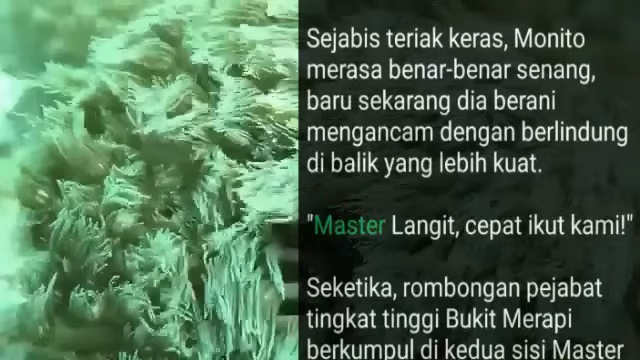 Sejabis teriak keras, Monito
merasa benar-benar senang,
baru sekarang dia berani
mengancam dengan berlindung
di balik yang lebih kuat.
"Master Langit, cepat ikut kami!"
Seketika, rombongan pejabat
tingkat tinggi Bukit Merapi
berkumpul di kedua sisi Master